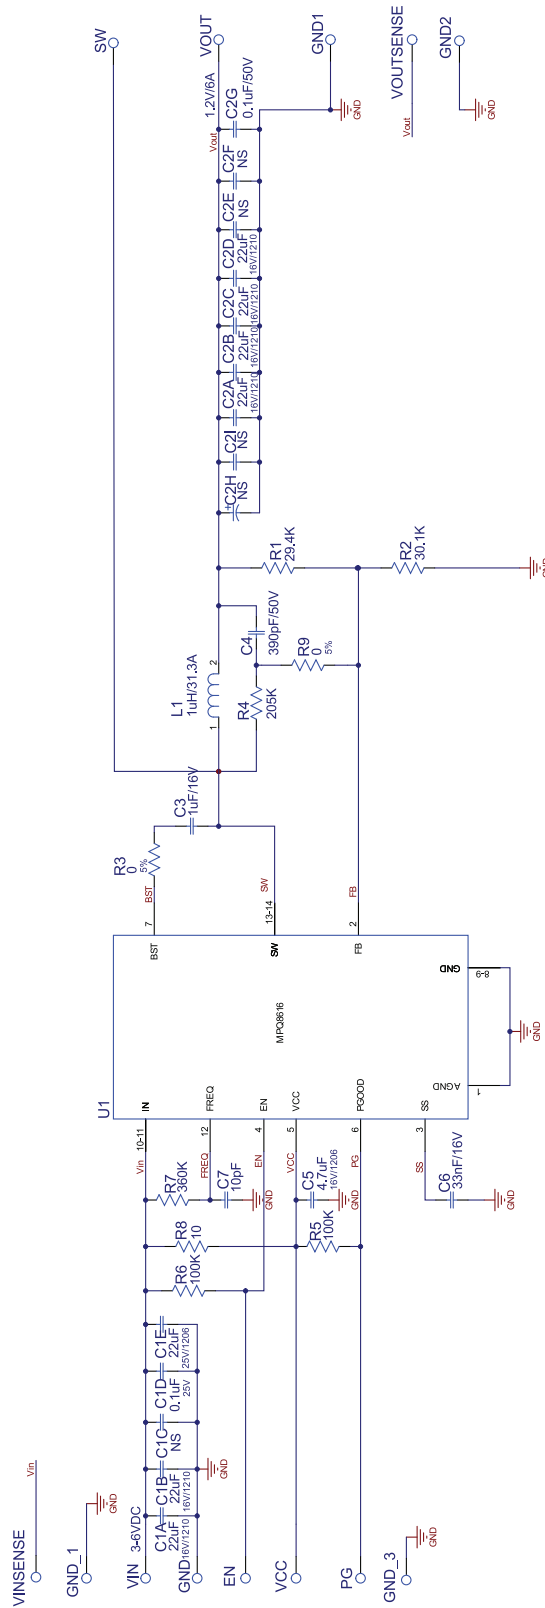 SW
VOUT
GND1
VOUTSENSE
GND2
1.2V/6A
Vout
GND
Vout
GND
C2G
0.1uF/50V
C2F
NS
C2E
NS
C2D
22uF
16V/1210
C2C
22uF
16V/1210
C2B
22uF
16V/1210
C2A
22uF
16V/1210
C2I
NS
+
C2H
NS
R1
29.4K
R2
30.1K
GND
C4
390pF/50V
R9
0
5%
L1
1uH/31.3A
1
2
R4
205K
C3
1uF/16V
R3
0
5%
BST
SW
FB
7
13-14
2
BST
SW
FB
GND
8-9
MPQ8616
U1
AGND
1
GND
IN
FREQ
EN
VCC
PGOOD
SS
10-11
12
4
5
6
3
Vin
FREQ
EN
VCC
PG
SS
R7
360K
C7
10pF
GND
C5
4.7uF
16V/1206
GND
C6
33nF/16V
GND
R8
10
R5
100K
R6
100K
C1E
22uF
25V/1206
C1D
0.1uF
25V
C1C
NS
C1B
22uF
16V/1210
C1A
22uF
16V/1210
GND
3-6VDC
Vin
GND
GND
VINSENSE
GND_1
VIN
GND
EN
VCC
PG
GND_3